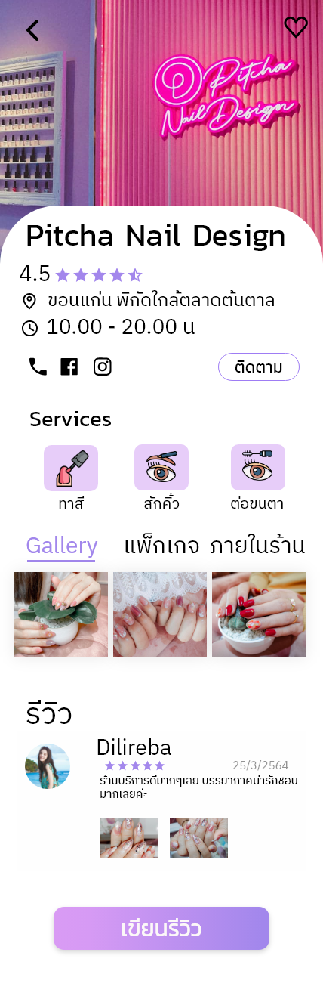 Pitcha
Nail Design
Pitcha Nail Design
4.5
ขอนแก่น พิกัดใกล้ตลาดต้นตาล
10.00 - 20.00 น
ติดตาม
Services
ทาสี
สักคิ้ว
ต่อขนตา
Gallery
แพ็กเกจ
ภายในร้าน
รีวิว
Dilireba
25/3/2564
ร้านบริการดีมากๆเลย บรรยากาศน่ารักชอบ
มากเลยค่ะ
เขียนรีวิว